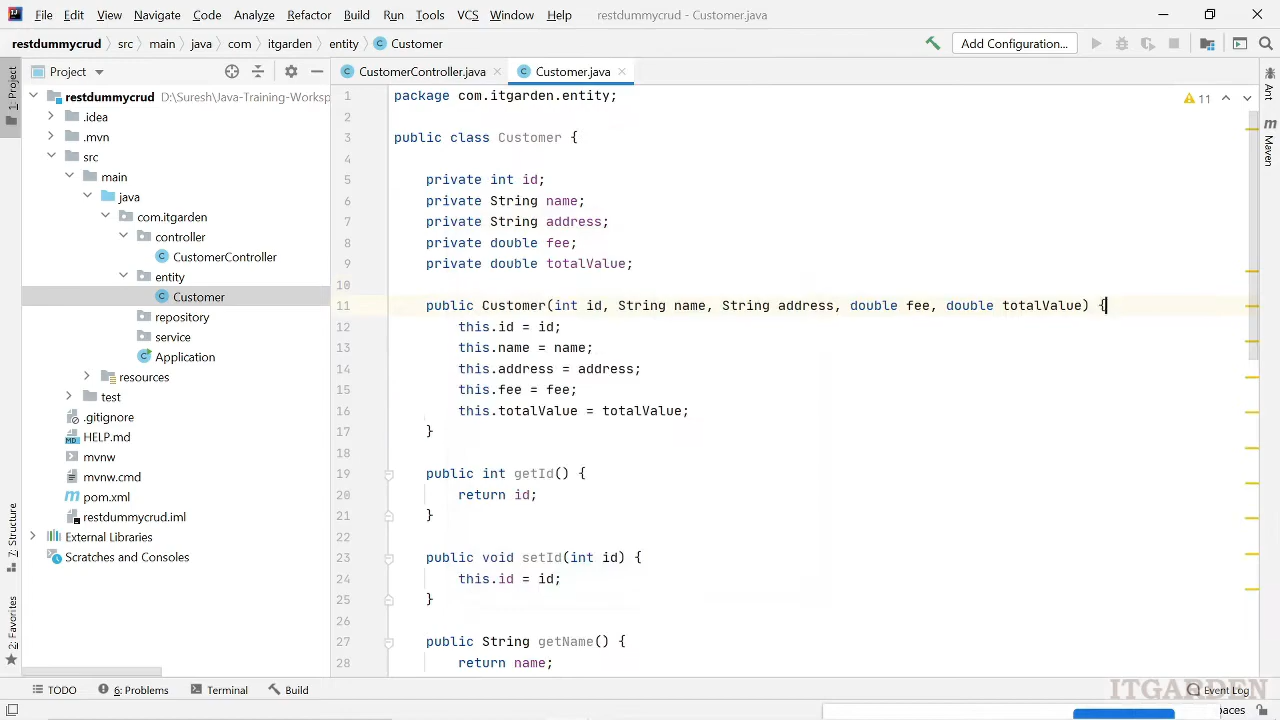 File Edit View Navigate Code Analyze Refactor Build Run Tools VCS Window Help restdummycrud - Customer.java
restdummycrud src main java com itgarden entity Customer Add Configuration...
Project
CustomerController.java Customer.java
1: Project
restdummycrud D:\Suresh\Java-Training-Worksp
.idea
.mvn
src
main
java
com.itgarden
controller
CustomerController
entity
Customer
repository
service
Application
resources
test
.gitignore
HELP.md
mvnw
mvnw.cmd
pom.xml
restdummycrud.iml
External Libraries
Scratches and Consoles
7: Structure
2: Favorites
1 package com.itgarden.entity;
2
3 public class Customer {
4
5 private int id;
6 private String name;
7 private String address;
8 private double fee;
9 private double totalValue;
10
11 public Customer(int id, String name, String address, double fee, double totalValue) {
12 this.id = id;
13 this.name = name;
14 this.address = address;
15 this.fee = fee;
16 this.totalValue = totalValue;
17 }
18
19 public int getId() {
20 return id;
21 }
22
23 public void setId(int id) {
24 this.id = id;
25 }
26
27 public String getName() {
28 return name;
11
Ant
Maven
TODO 6: Problems Terminal Build Event Log
ITGARDEN
paces